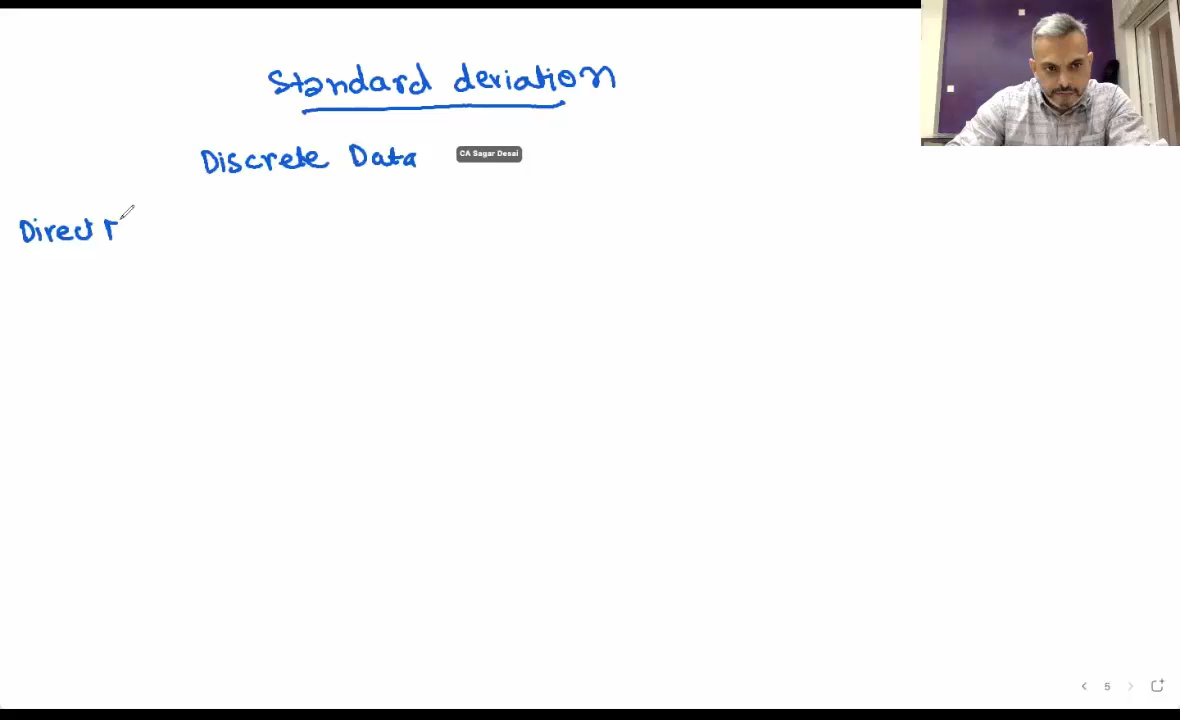 Standard deviation
Discrete Data
CA Sagar Desai
Direct
5